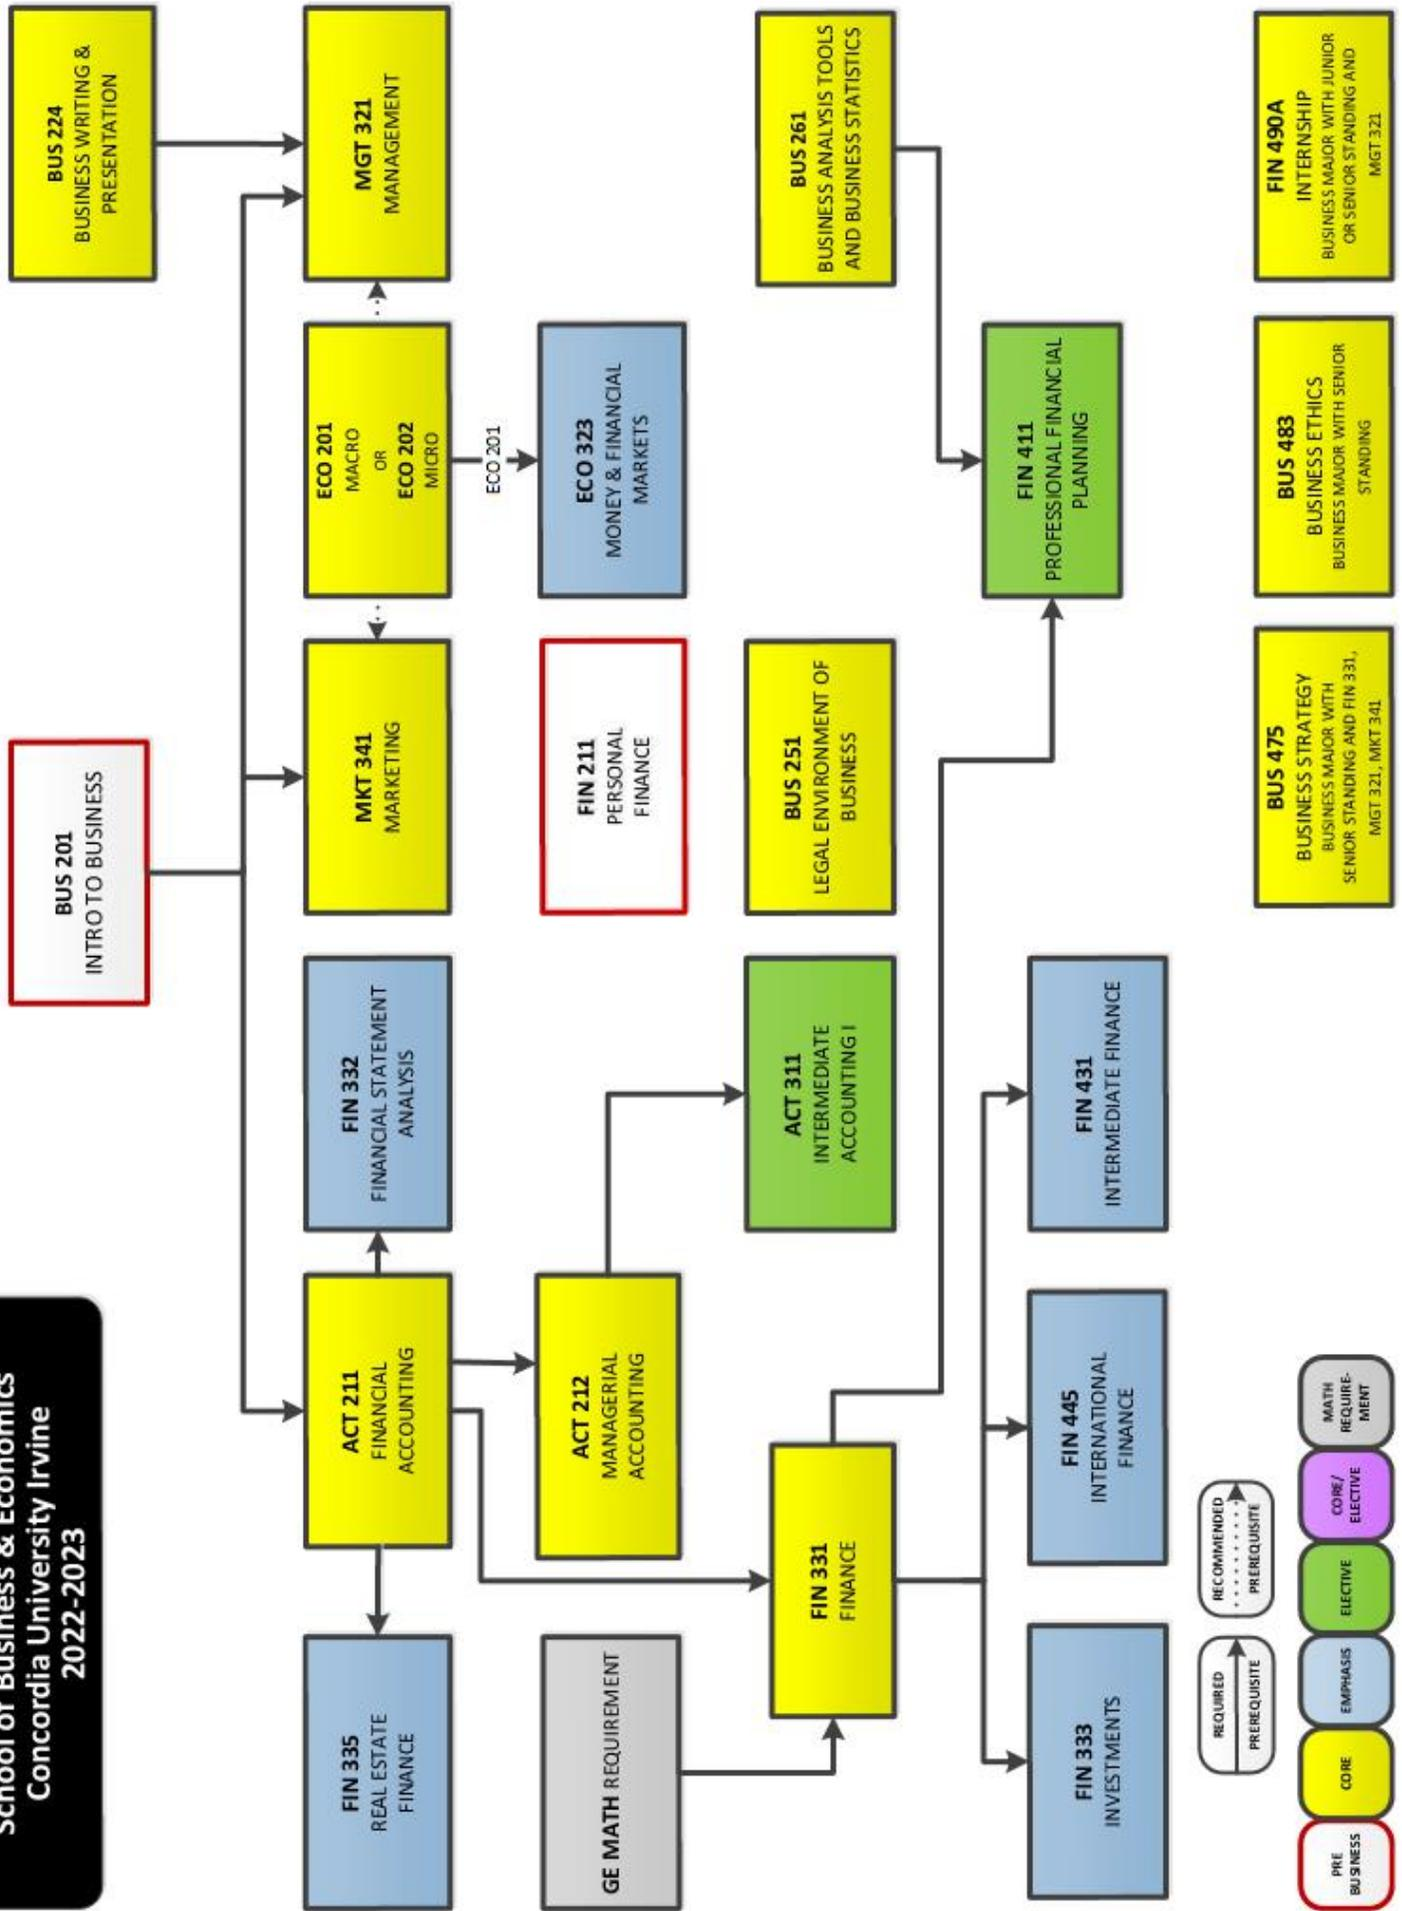 School of Business & Economics
Concordia University Irvine
2022-2023
BUS 201
INTRO TO BUSINESS
BUS 224
BUSINESS WRITING &
PRESENTATION
FIN 335
REAL ESTATE
FINANCE
ACT 211
FINANCIAL
ACCOUNTING
FIN 332
FINANCIAL STATEMENT
ANALYSIS
MKT 341
MARKETING
ECO 201
MACRO
OR
ECO 202
MICRO
MGT 321
MANAGEMENT
ECO 201
GE MATH REQUIREMENT
ACT 212
MANAGERIAL
ACCOUNTING
FIN 211
PERSONAL
FINANCE
ECO 323
MONEY & FINANCIAL
MARKETS
FIN 331
FINANCE
ACT 311
INTERMEDIATE
ACCOUNTING I
BUS 251
LEGAL ENVIRONMENT OF
BUSINESS
BUS 261
BUSINESS ANALYSIS TOOLS
AND BUSINESS STATISTICS
FIN 333
INVESTMENTS
FIN 445
INTERNATIONAL
FINANCE
FIN 431
INTERMEDIATE FINANCE
FIN 411
PROFESSIONAL FINANCIAL
PLANNING
REQUIRED
PREREQUISITE
RECOMMENDED
PREREQUISITE
BUS 475
BUSINESS STRATEGY
BUSINESS MAJOR WITH
SENIOR STANDING AND FIN 331,
MGT 321, MKT 341
BUS 483
BUSINESS ETHICS
BUSINESS MAJOR WITH SENIOR
STANDING
FIN 490A
INTERNSHIP
BUSINESS MAJOR WITH JUNIOR
OR SENIOR STANDING AND
MGT 321
PRE
BUSINESS
CORE
EMPHASIS
ELECTIVE
CORE/
ELECTIVE
MATH
REQUIRE-
MENT